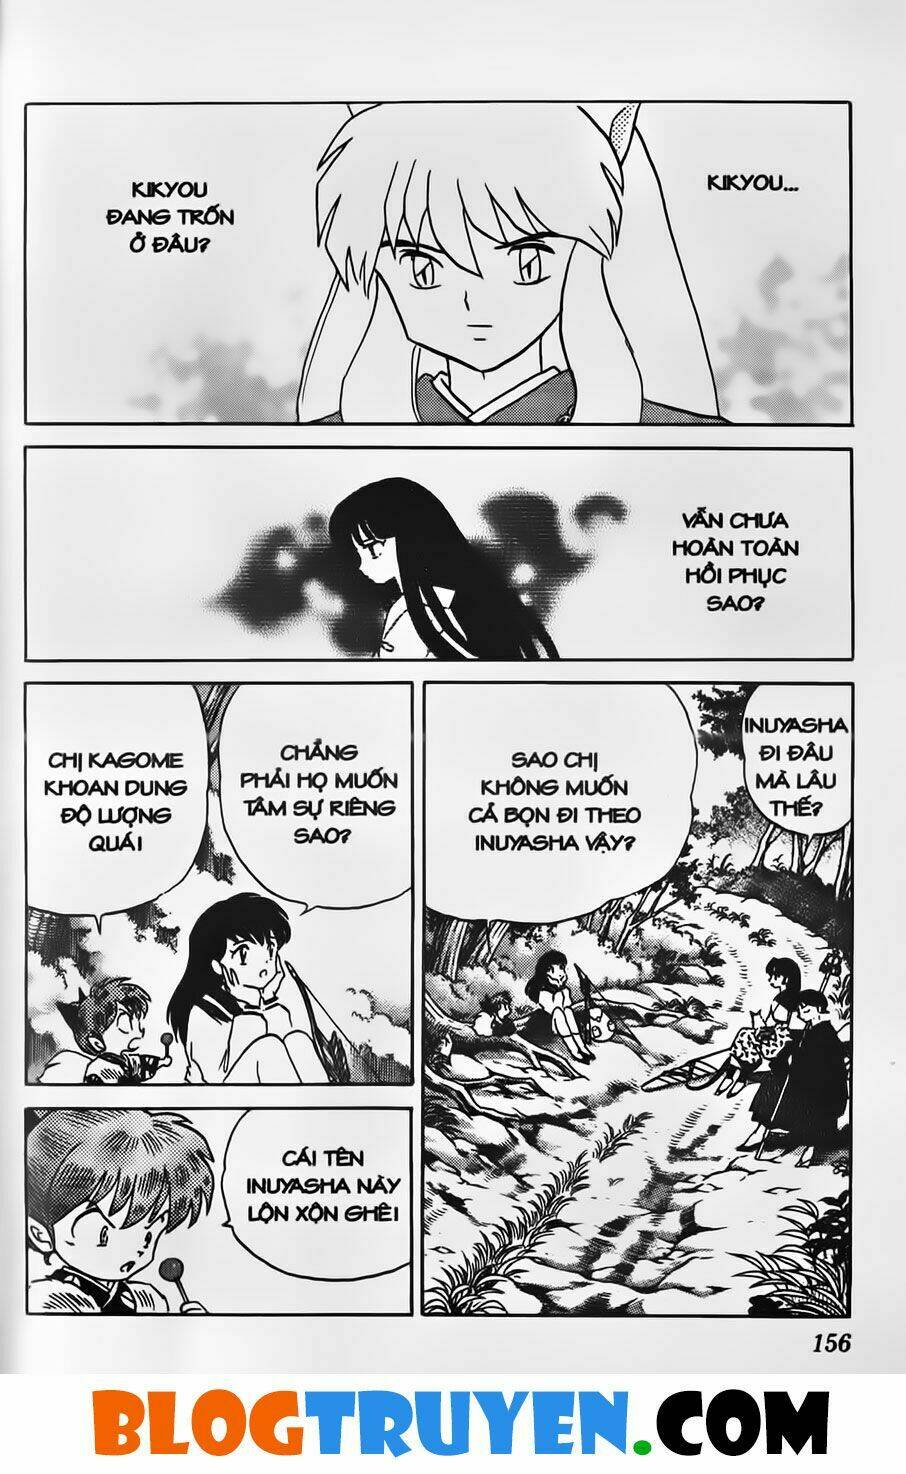 KIKYOU...
KIKYOU
ĐANG TRỐN
Ở ĐÂU?
VẪN CHƯA
HOÀN TOÀN
HỒI PHỤC
SAO?
INUYASHA
ĐI ĐÂU
MÀ LÂU
THẾ?
SAO CHỊ
KHÔNG MUỐN
CẢ BỌN ĐI THEO
INUYASHA VẬY?
CHẲNG
PHẢI HỌ MUỐN
TÂM SỰ RIÊNG
SAO?
CHỊ KAGOME
KHOAN DUNG
ĐỘ LƯỢNG
QUÁ!
CÁI TÊN
INUYASHA NÀY
LỘN XỘN GHÊ!
156
BLOGTRUYEN.COM